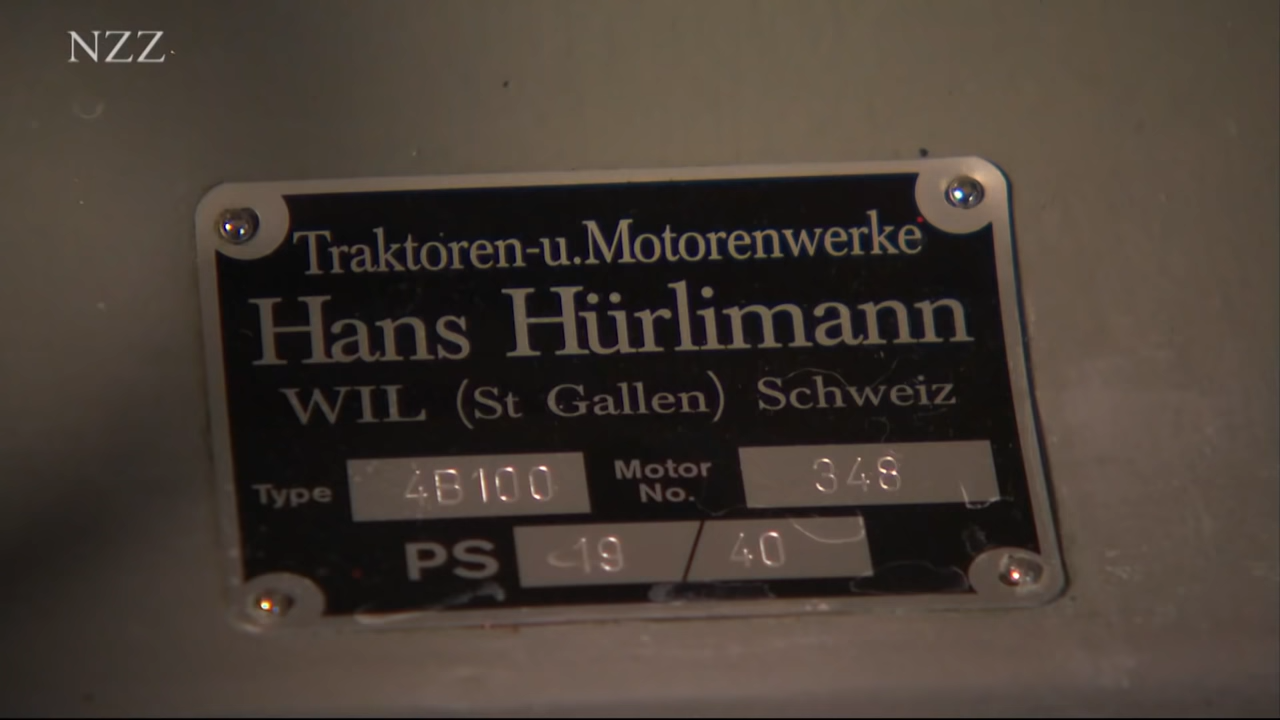 NZZ
Traktoren-u.Motorenwerke
Hans Hürlimann
WIL (St Gallen) Schweiz
Type 4B100 Motor No. 348
PS 19 / 40